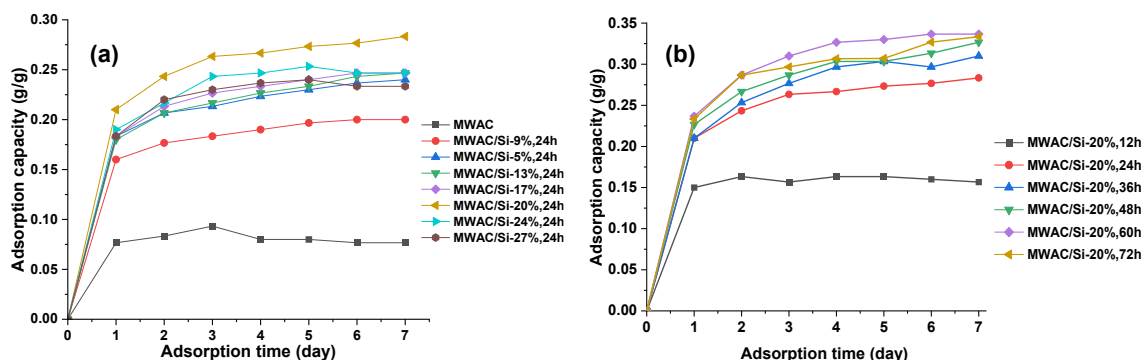 (a)
Adsorption capacity (g/g)
0.30
0.25
0.20
0.15
0.10
0.05
0.00
0 1 2 3 4 5 6 7
Adsorption time (day)
MWAC
MWAC/Si-9%,24h
MWAC/Si-5%,24h
MWAC/Si-13%,24h
MWAC/Si-17%,24h
MWAC/Si-20%,24h
MWAC/Si-24%,24h
MWAC/Si-27%,24h
(b)
Adsorption capacity (g/g)
0.35
0.30
0.25
0.20
0.15
0.10
0.05
0.00
0 1 2 3 4 5 6 7
Adsorption time (day)
MWAC/Si-20%,12h
MWAC/Si-20%,24h
MWAC/Si-20%,36h
MWAC/Si-20%,48h
MWAC/Si-20%,60h
MWAC/Si-20%,72h